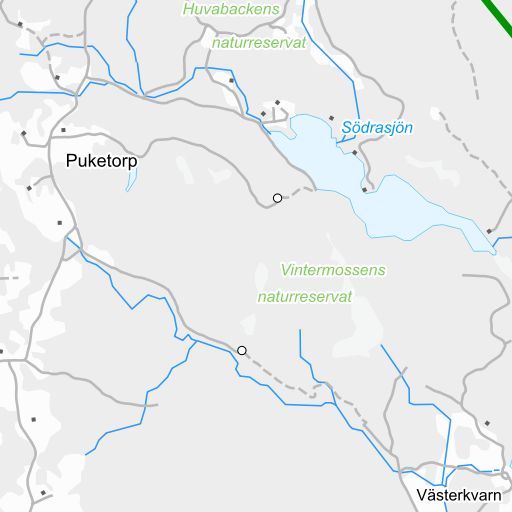 Huvabackens
naturreservat
Södrasjön
Puketorp
Vintermossens
naturreservat
Västerkvarn